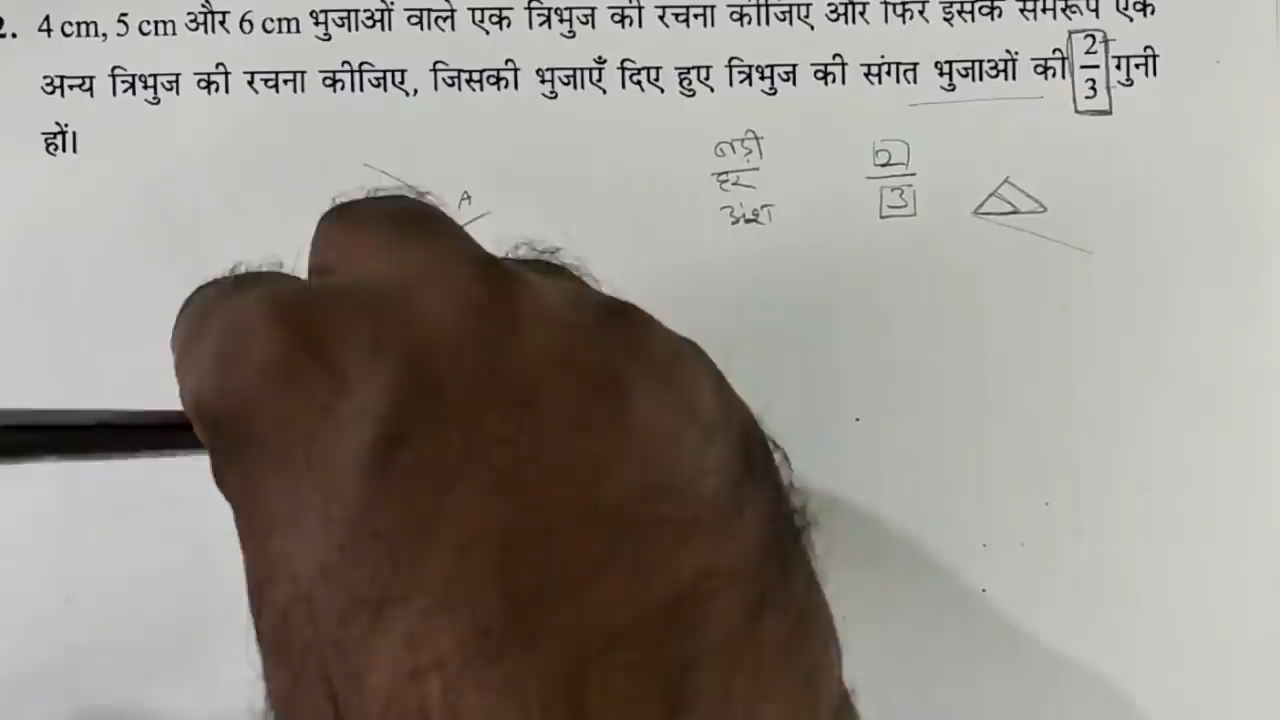 2. 4 cm, 5 cm और 6 cm भुजाओं वाले एक त्रिभुज की रचना कीजिए और फिर इसके समरूप एक
अन्य त्रिभुज की रचना कीजिए, जिसकी भुजाएँ दिए हुए त्रिभुज की संगत भुजाओं की 2/3 गुनी
हों।
बड़ी 2
हर 3
अंश
A